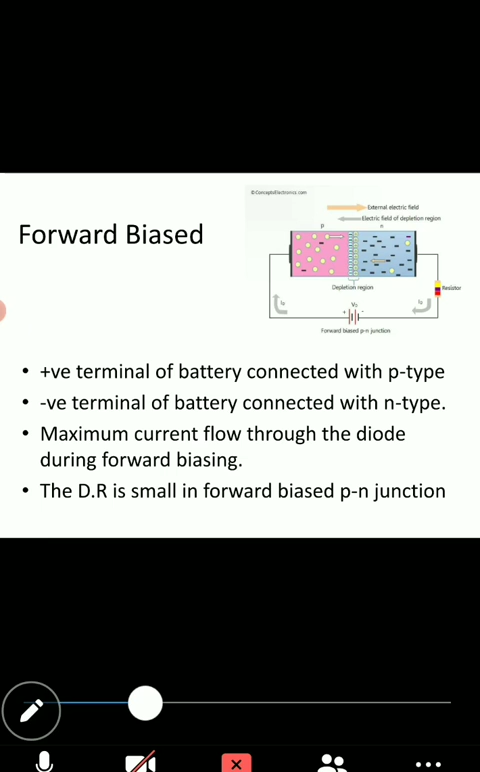 ©ConceptsElectronics.com
External electric field
Electric field of depletion region
p
n
Forward Biased
Depletion region
Resistor
V₀
+ -
Forward biased p-n junction
• +ve terminal of battery connected with p-type
• -ve terminal of battery connected with n-type.
• Maximum current flow through the diode
during forward biasing.
• The D.R is small in forward biased p-n junction